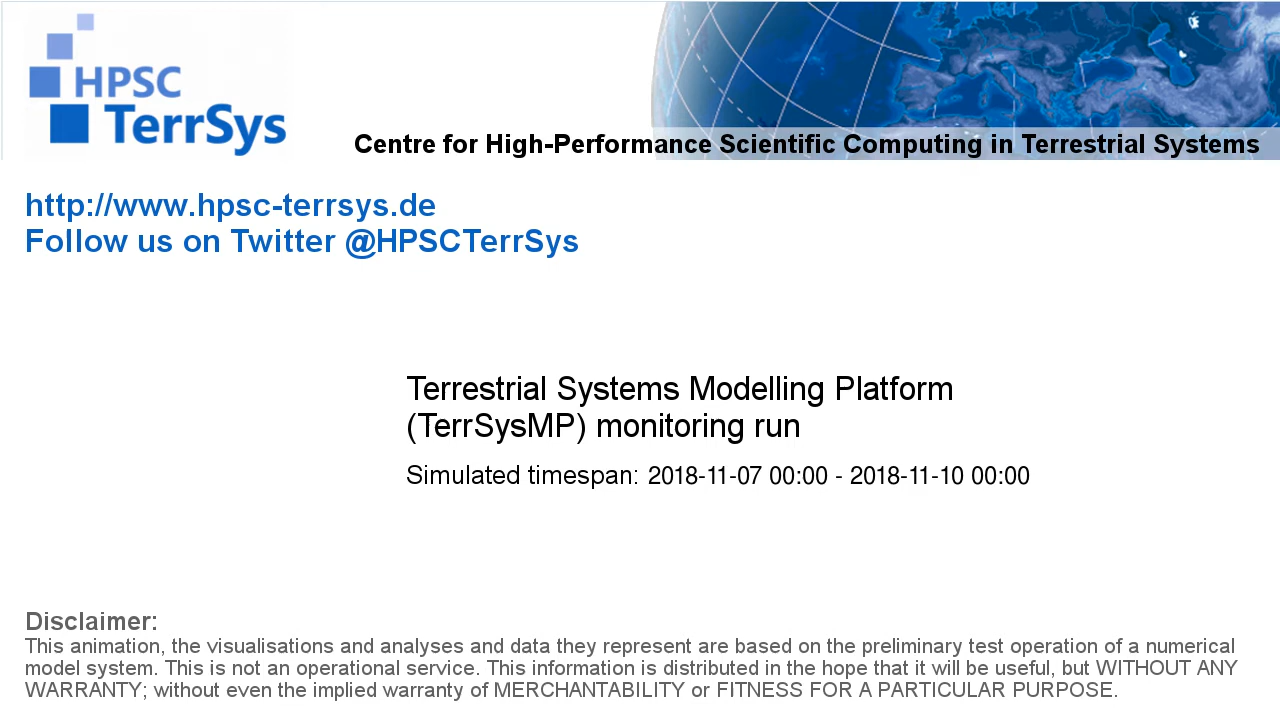 HPSC
TerrSys
Centre for High-Performance Scientific Computing in Terrestrial Systems
http://www.hpsc-terrsys.de
Follow us on Twitter @HPSCTerrSys
Terrestrial Systems Modelling Platform
(TerrSysMP) monitoring run
Simulated timespan: 2018-11-07 00:00 - 2018-11-10 00:00
Disclaimer:
This animation, the visualisations and analyses and data they represent are based on the preliminary test operation of a numerical
model system. This is not an operational service. This information is distributed in the hope that it will be useful, but WITHOUT ANY
WARRANTY; without even the implied warranty of MERCHANTABILITY or FITNESS FOR A PARTICULAR PURPOSE.